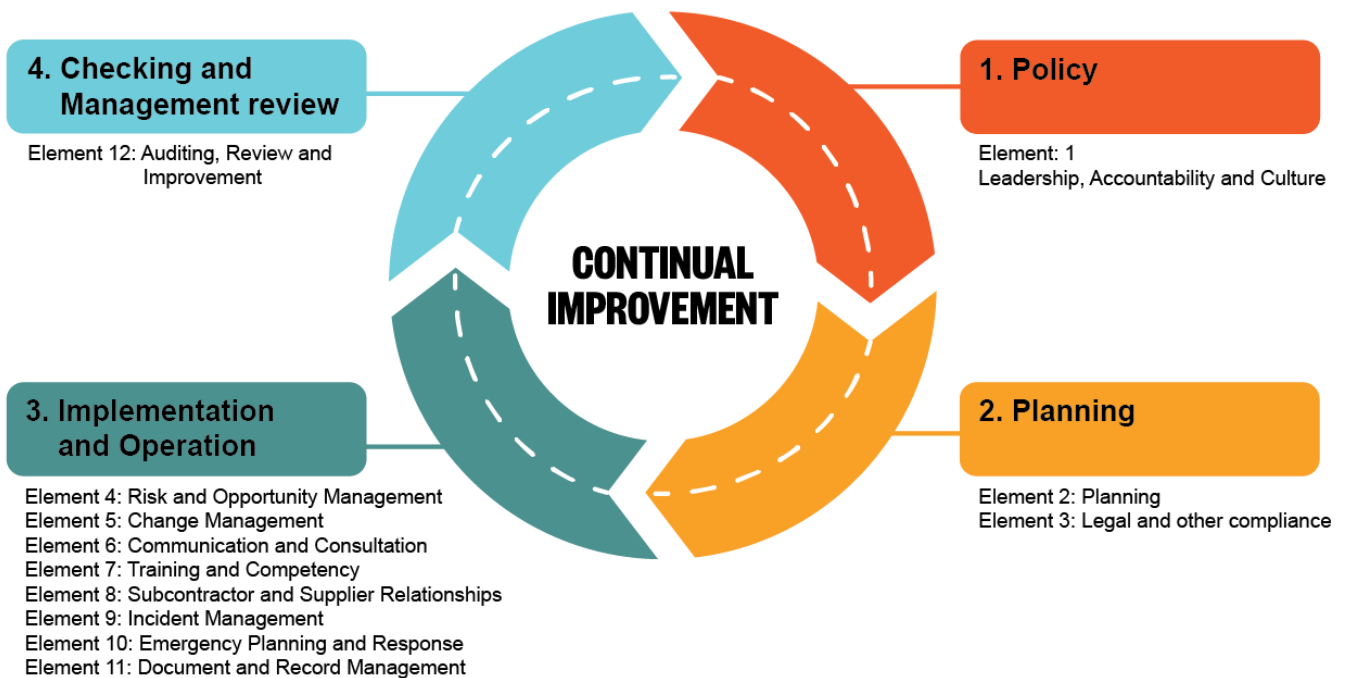 4. Checking and
Management review
Element 12: Auditing, Review and
Improvement
1. Policy
Element: 1
Leadership, Accountability and Culture
CONTINUAL
IMPROVEMENT
3. Implementation
and Operation
Element 4: Risk and Opportunity Management
Element 5: Change Management
Element 6: Communication and Consultation
Element 7: Training and Competency
Element 8: Subcontractor and Supplier Relationships
Element 9: Incident Management
Element 10: Emergency Planning and Response
Element 11: Document and Record Management
2. Planning
Element 2: Planning
Element 3: Legal and other compliance